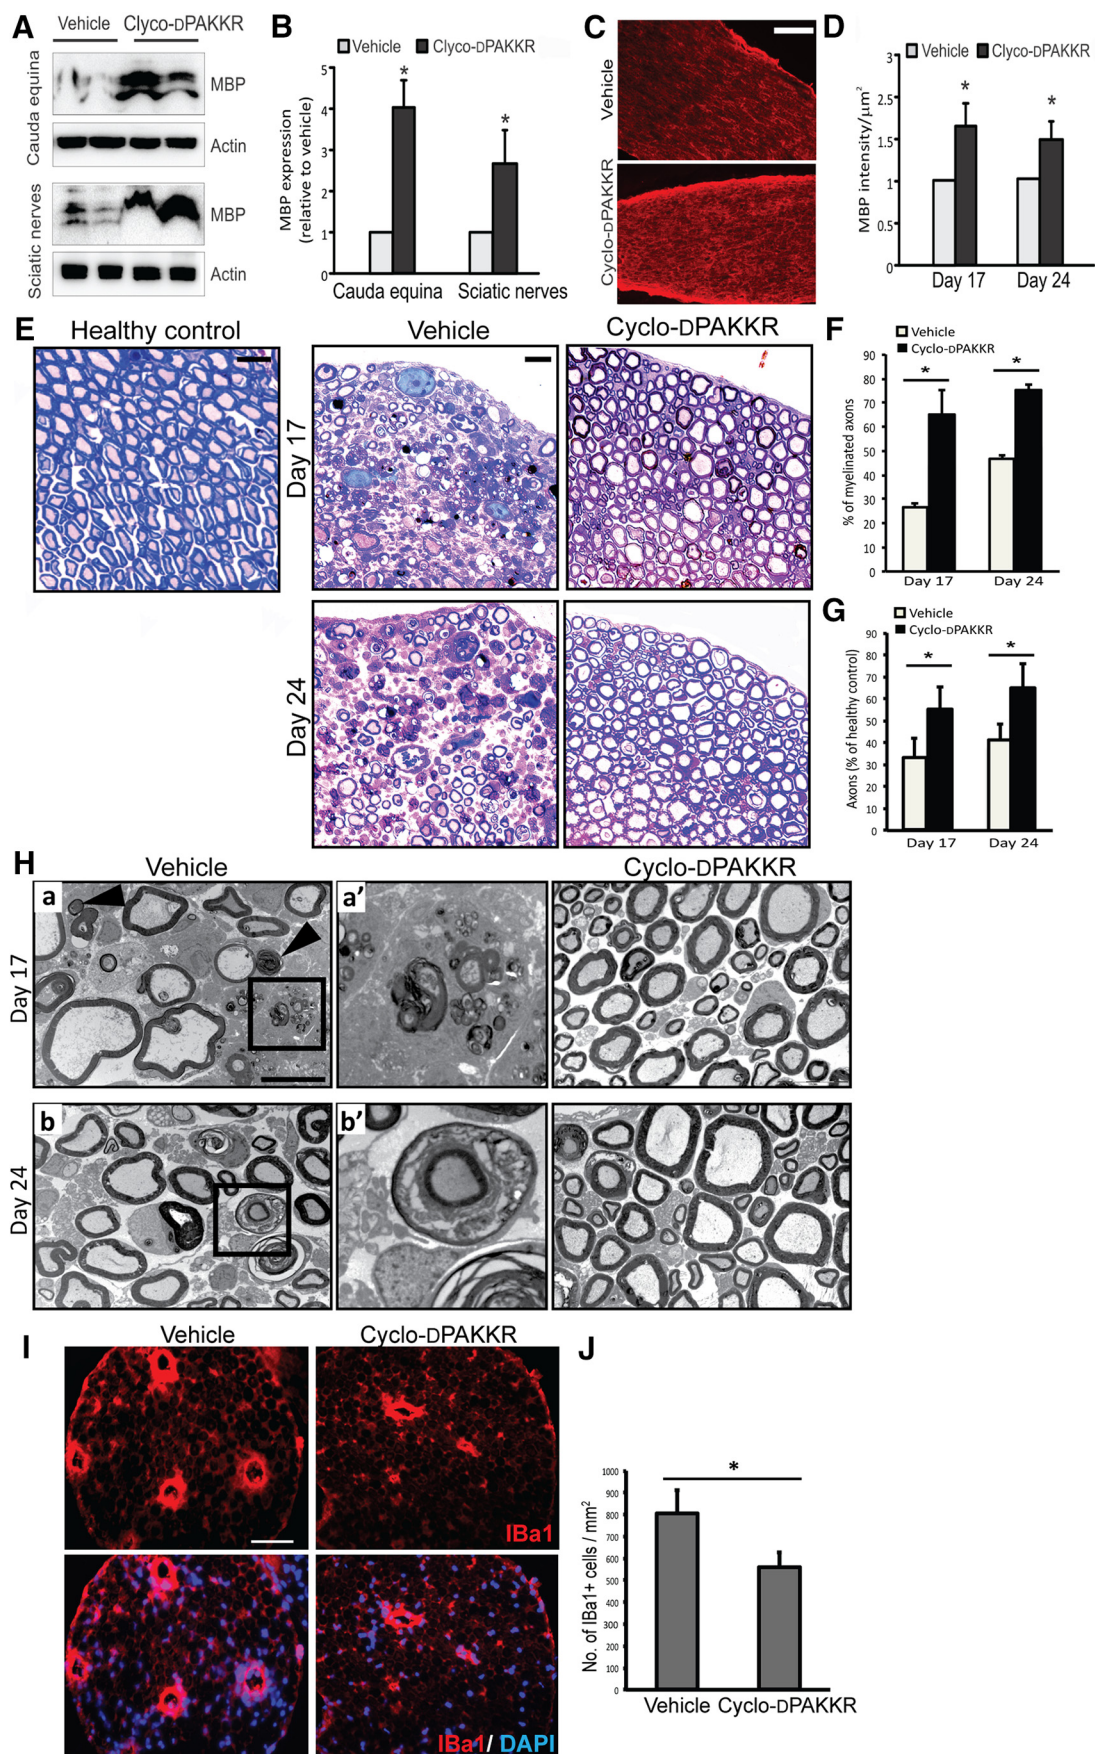 A
Vehicle Clyco-DPAKKR
Cauda equina
MBP
Actin
Sciatic nerves
MBP
Actin
B
Vehicle Clyco-DPAKKR
MBP expression
(relative to vehicle)
5
4
3
2
1
0
*
*
Cauda equina Sciatic nerves
C
Vehicle
Cyclo-DPAKKR
D
Vehicle Clyco-DPAKKR
MBP intensity/µm²
3
2,5
1,5
1
0,5
0
*
*
Day 17 Day 24
E
Healthy control Vehicle Cyclo-DPAKKR
Day 17
Day 24
F
Vehicle
Cyclo-DPAKKR
% of myelinated axons
90
80
70
60
50
40
30
20
10
0
*
*
Day 17 Day 24
G
Vehicle
Cyclo-DPAKKR
Axons (% of healthy control)
90
80
70
60
50
40
30
20
10
0
*
*
Day 17 Day 24
H
Vehicle Cyclo-DPAKKR
Day 17
a
a’
Day 24
b
b’
I
Vehicle Cyclo-DPAKKR
IBa1
IBa1/ DAPI
J
No. of IBa1+ cells / mm²
1000
900
800
700
600
500
400
300
200
100
0
*
Vehicle Cyclo-DPAKKR